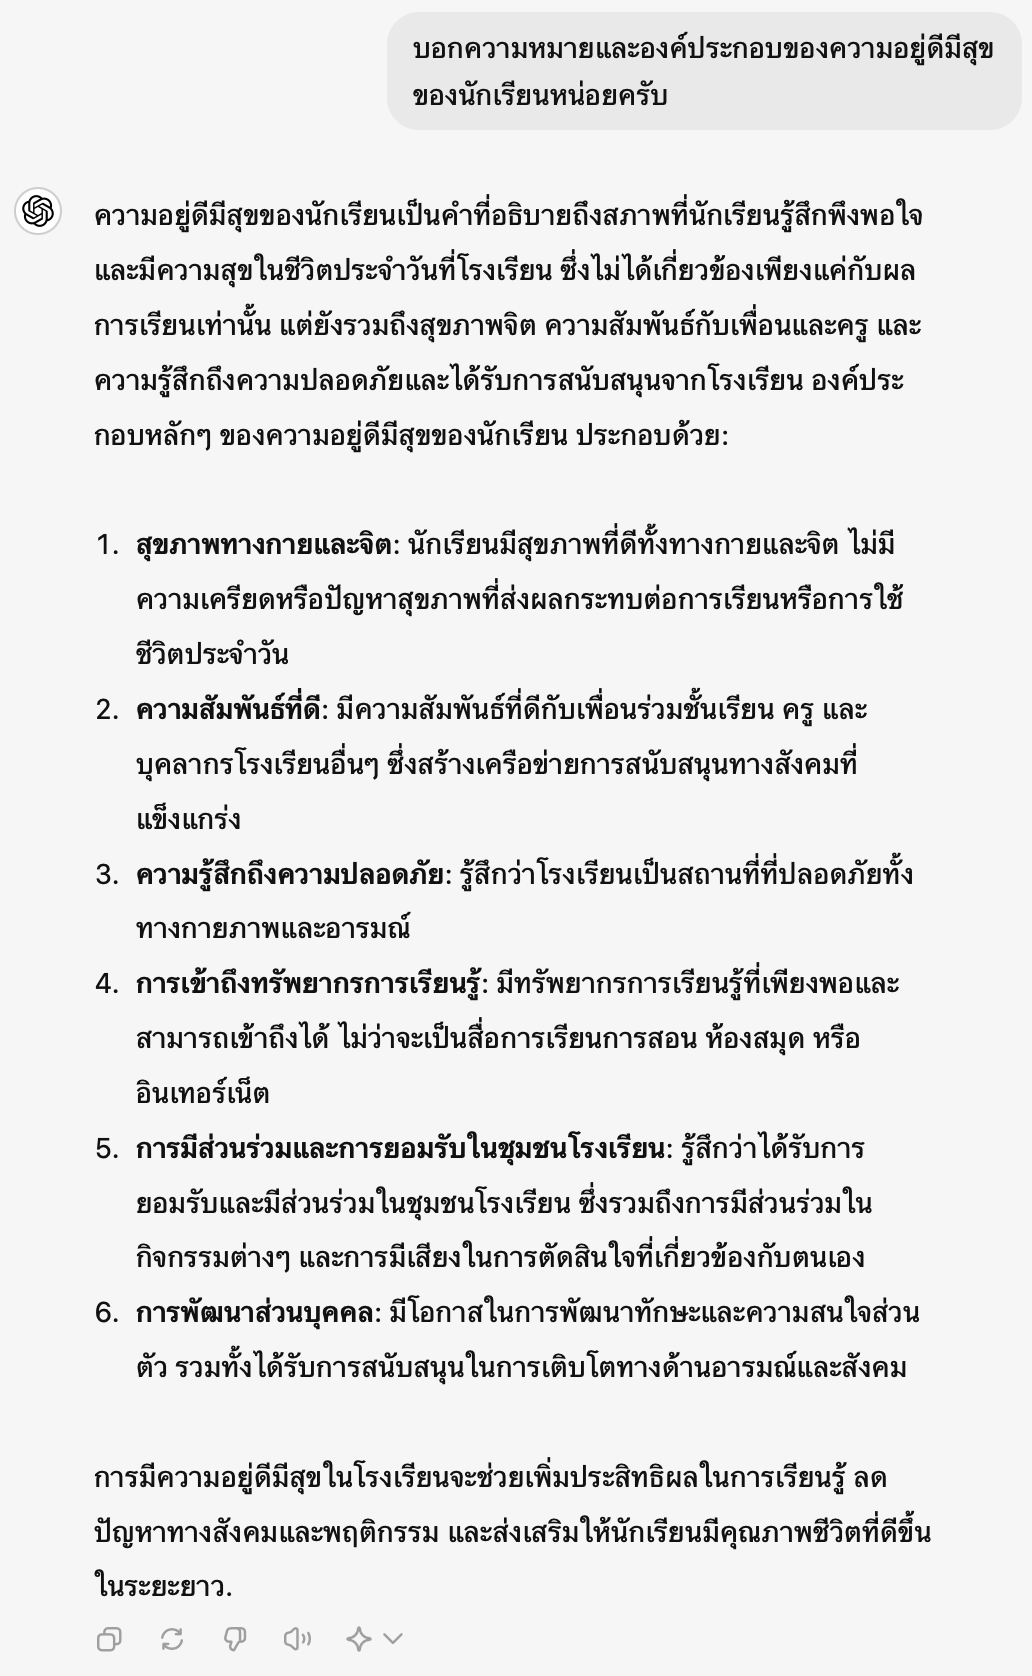 บอกความหมายและองค์ประกอบของความอยู่ดีมีสุข
ของนักเรียนหน่อยครับ
ความอยู่ดีมีสุขของนักเรียนเป็นคำที่อธิบายถึงสภาพที่นักเรียนรู้สึกพึงพอใจ
และมีความสุขในชีวิตประจำวันที่โรงเรียน ซึ่งไม่ได้เกี่ยวข้องเพียงแค่กับผล
การเรียนเท่านั้น แต่ยังรวมถึงสุขภาพจิต ความสัมพันธ์กับเพื่อนและครู และ
ความรู้สึกถึงความปลอดภัยและได้รับการสนับสนุนจากโรงเรียน องค์ประ
กอบหลักๆ ของความอยู่ดีมีสุขของนักเรียน ประกอบด้วย:
1. สุขภาพทางกายและจิต: นักเรียนมีสุขภาพที่ดีทั้งทางกายและจิต ไม่มี
ความเครียดหรือปัญหาสุขภาพที่ส่งผลกระทบต่อการเรียนหรือการใช้
ชีวิตประจำวัน
2. ความสัมพันธ์ที่ดี: มีความสัมพันธ์ที่ดีกับเพื่อนร่วมชั้นเรียน ครู และ
บุคลากรโรงเรียนอื่นๆ ซึ่งสร้างเครือข่ายการสนับสนุนทางสังคมที่
แข็งแกร่ง
3. ความรู้สึกถึงความปลอดภัย: รู้สึกว่าโรงเรียนเป็นสถานที่ที่ปลอดภัยทั้ง
ทางกายภาพและอารมณ์
4. การเข้าถึงทรัพยากรการเรียนรู้: มีทรัพยากรการเรียนรู้ที่เพียงพอและ
สามารถเข้าถึงได้ ไม่ว่าจะเป็นสื่อการเรียนการสอน ห้องสมุด หรือ
อินเทอร์เน็ต
5. การมีส่วนร่วมและการยอมรับในชุมชนโรงเรียน: รู้สึกว่าได้รับการ
ยอมรับและมีส่วนร่วมในชุมชนโรงเรียน ซึ่งรวมถึงการมีส่วนร่วมใน
กิจกรรมต่างๆ และการมีเสียงในการตัดสินใจที่เกี่ยวข้องกับตนเอง
6. การพัฒนาส่วนบุคคล: มีโอกาสในการพัฒนาทักษะและความสนใจส่วน
ตัว รวมทั้งได้รับการสนับสนุนในการเติบโตทางด้านอารมณ์และสังคม
การมีความอยู่ดีมีสุขในโรงเรียนจะช่วยเพิ่มประสิทธิผลในการเรียนรู้ ลด
ปัญหาทางสังคมและพฤติกรรม และส่งเสริมให้นักเรียนมีคุณภาพชีวิตที่ดีขึ้น
ในระยะยาว.